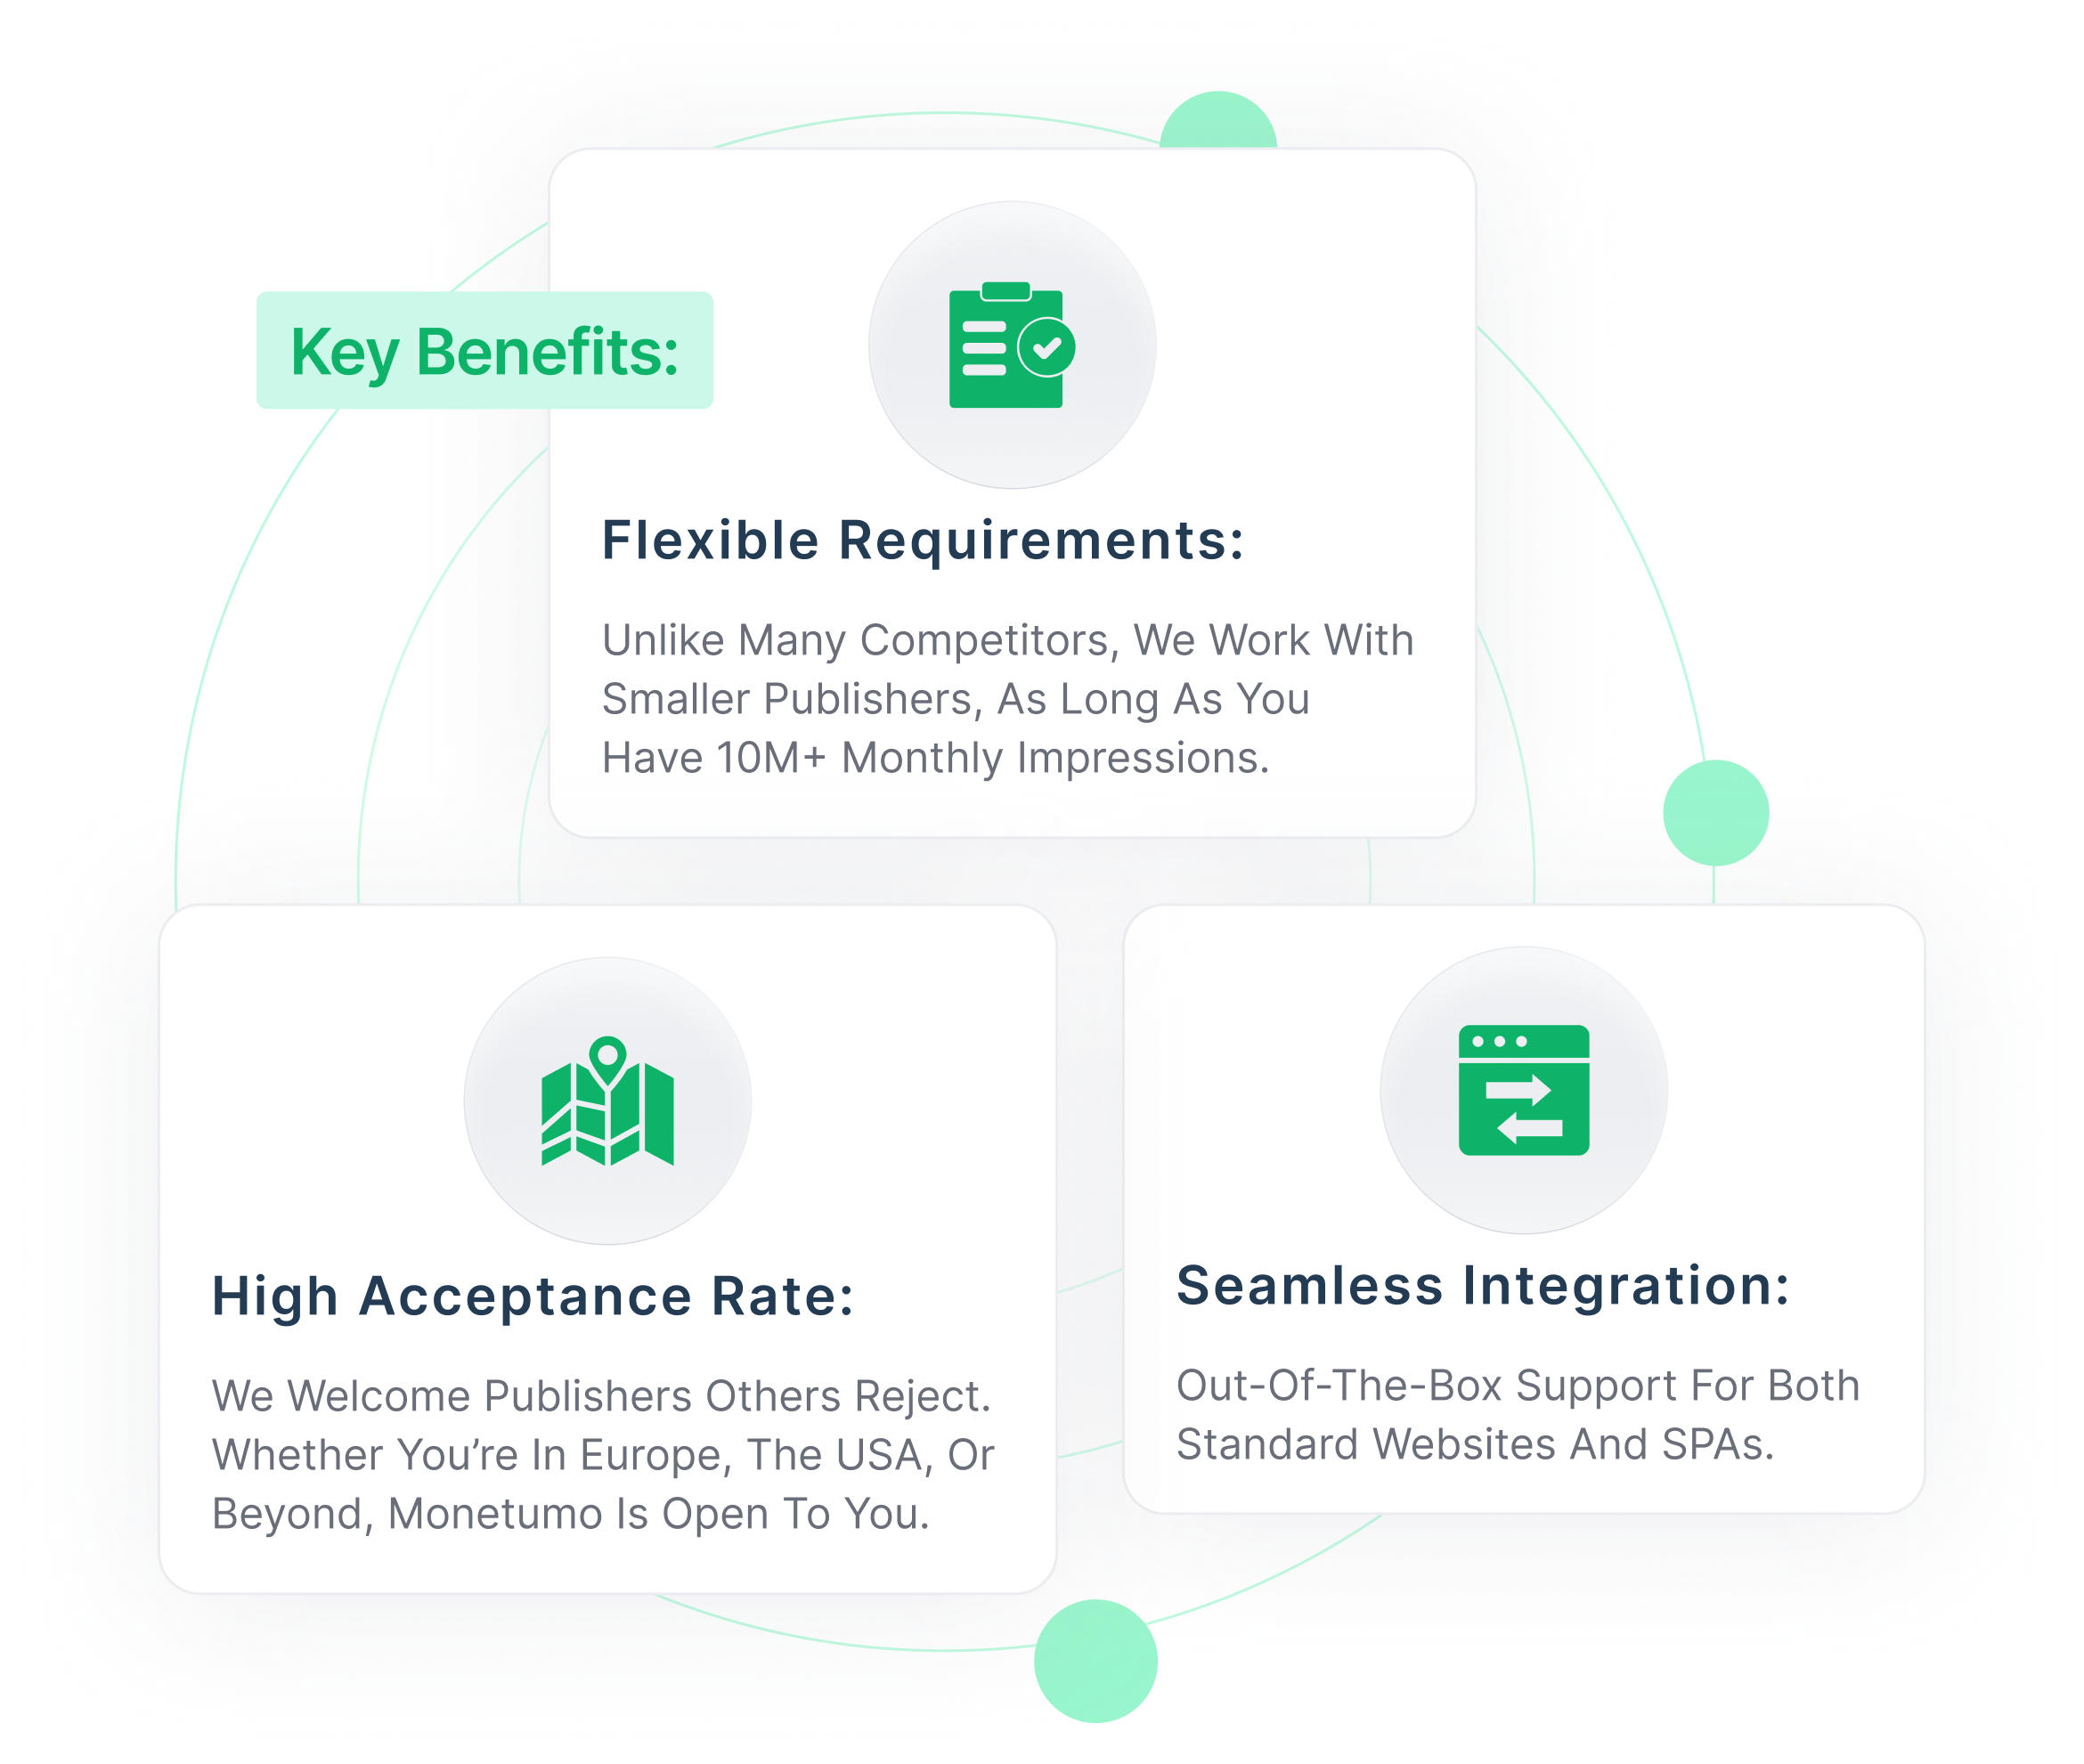 Key Benefits:
Flexible Requirements:
Unlike Many Competitors, We Work With
Smaller Publishers, As Long As You
Have 10M+ Monthly Impressions.
High Acceptance Rate:
We Welcome Publishers Others Reject.
Whether You’re In Europe, The USA, Or
Beyond, Monetumo Is Open To You.
Seamless Integration:
Out-Of-The-Box Support For Both
Standard Websites And SPAs.